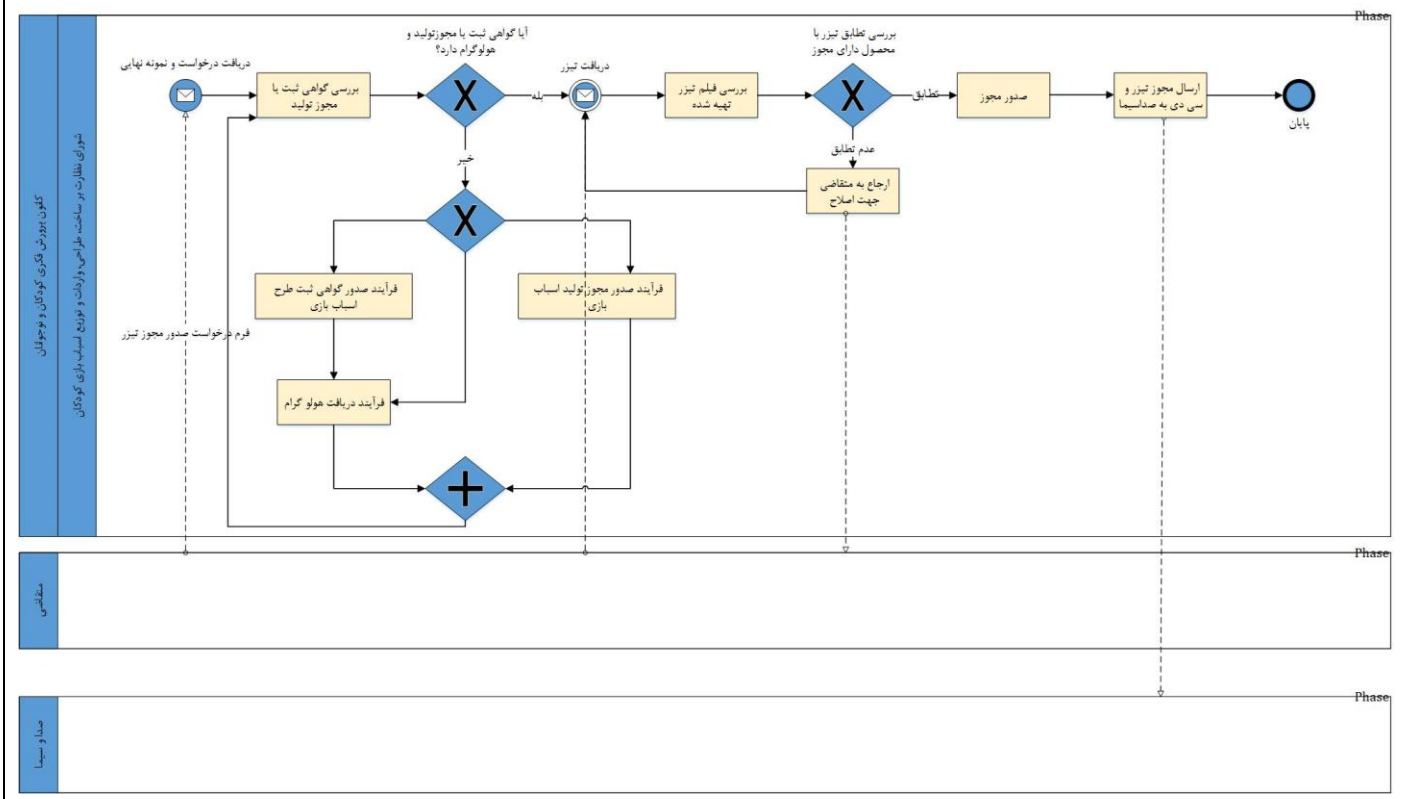 Phase
آیا گواهی ثبت یا مجوزتولید و
هولوگرام دارد؟
بررسی تطابق تیزر با
محصول دارای مجوز
دریافت درخواست و نمونه نهایی
دریافت تیزر
بررسی گواهی ثبت یا
مجوز تولید
بله
بررسی فیلم تیزر
تهیه شده
تطابق
صدور مجوز
ارسال مجوز تیزر و
سی دی به صداسیما
پایان
خیر
عدم تطابق
ارجاع به متقاضی
جهت اصلاح
فرآیند صدور گواهی ثبت طرح
اسباب بازی
فرآیند صدور مجوز تولید اسباب
بازی
فرم درخواست صدور مجوز تیزر
فرآیند دریافت هولو گرام
کانون پرورش فکری کودکان و نوجوانان
شورای نظارت بر ساخت، طراحی، واردات و توزیع اسباب بازی کودکان
Phase
متقاضی
Phase
صدا و سیما